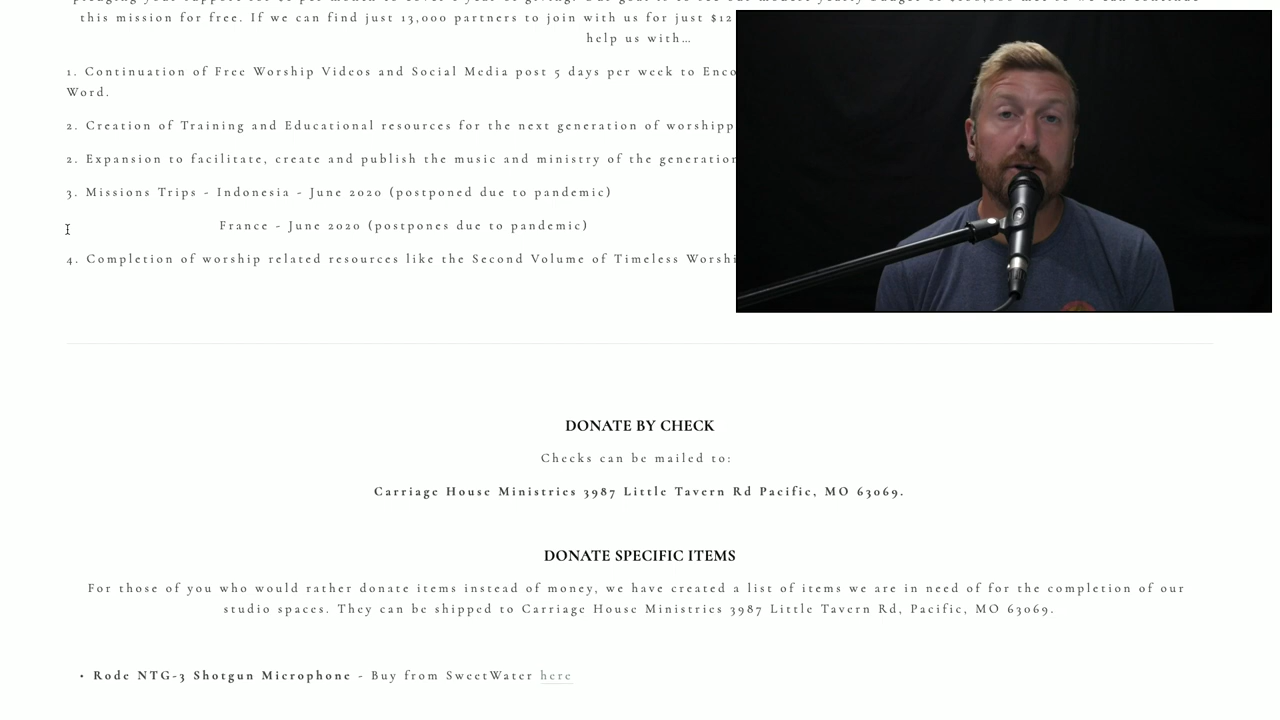 this mission for free. If we can find just 13,000 partners to join with us for just $12
help us with...
1. Continuation of Free Worship Videos and Social Media post 5 days per week to Enco
Word.
2. Creation of Training and Educational resources for the next generation of worshipp
2. Expansion to facilitate, create and publish the music and ministry of the generation
3. Missions Trips - Indonesia - June 2020 (postponed due to pandemic)
France - June 2020 (postpones due to pandemic)
4. Completion of worship related resources like the Second Volume of Timeless Worshi
DONATE BY CHECK
Checks can be mailed to:
Carriage House Ministries 3987 Little Tavern Rd Pacific, MO 63069.
DONATE SPECIFIC ITEMS
For those of you who would rather donate items instead of money, we have created a list of items we are in need of for the completion of our
studio spaces. They can be shipped to Carriage House Ministries 3987 Little Tavern Rd, Pacific, MO 63069.
• Rode NTG-3 Shotgun Microphone - Buy from SweetWater here